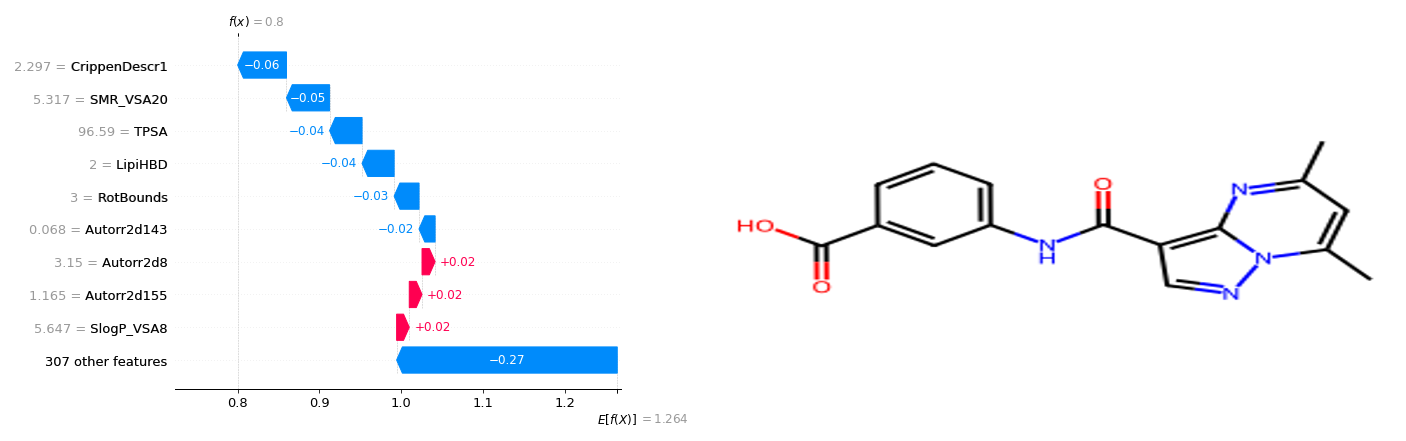 f(x) = 0.8
2.297 = CrippenDescr1
−0.06
5.317 = SMR_VSA20
−0.05
96.59 = TPSA
−0.04
2 = LipiHBD
−0.04
3 = RotBounds
−0.03
0.068 = Autorr2d143
−0.02
3.15 = Autorr2d8
+0.02
1.165 = Autorr2d155
+0.02
5.647 = SlogP_VSA8
+0.02
307 other features
−0.27
0.8 0.9 1.0 1.1 1.2
E[f(X)] = 1.264
O
N
HO
N
H
N
O
N